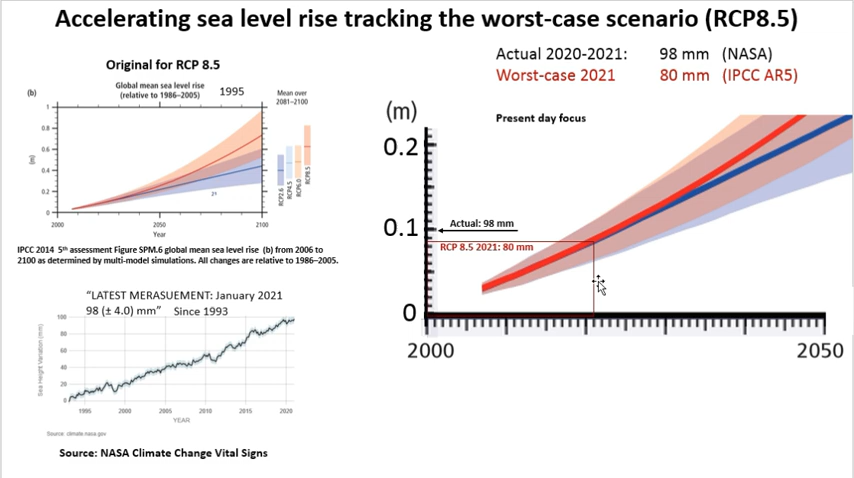 Accelerating sea level rise tracking the worst-case scenario (RCP8.5)
Original for RCP 8.5
Global mean sea level rise
(relative to 1986–2005)
1995
Mean over
2081–2100
(b)
1
0.8
0.6
0.4
0.2
0
(m)
21
2000
2050
2100
Year
RCP2.6
RCP4.5
RCP6.0
RCP8.5
IPCC 2014 5th assessment Figure SPM.6 global mean sea level rise (b) from 2006 to
2100 as determined by multi-model simulations. All changes are relative to 1986–2005.
“LATEST MERASUEMENT: January 2021
98 (± 4.0) mm” Since 1993
100
80
60
40
20
0
Sea Height Variation (mm)
1995
2000
2005
2010
2015
2020
YEAR
Source: climate.nasa.gov
Source: NASA Climate Change Vital Signs
Actual 2020-2021: 98 mm (NASA)
Worst-case 2021 80 mm (IPCC AR5)
(m)
Present day focus
0.2
0.1
0
Actual: 98 mm
RCP 8.5 2021: 80 mm
2000
2050